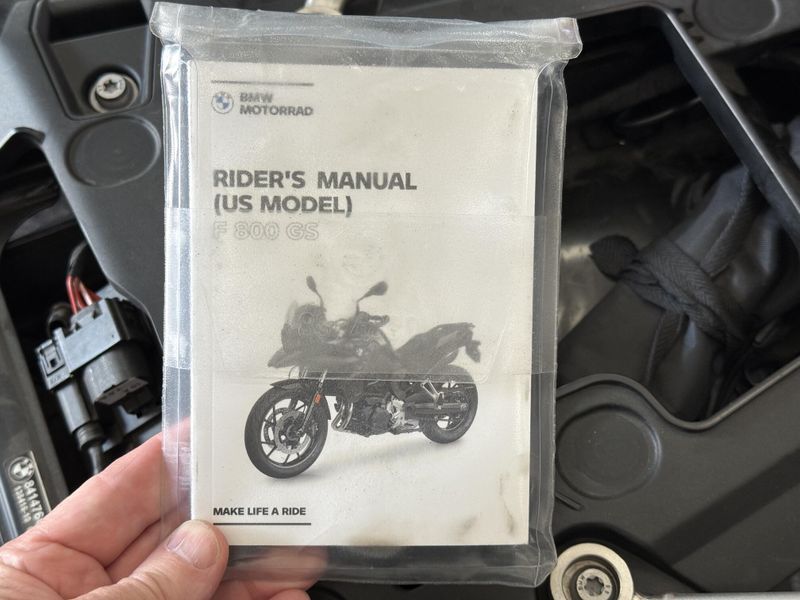 BMW
MOTORRAD
RIDER'S MANUAL
(US MODEL)
F 800 GS
MAKE LIFE A RIDE